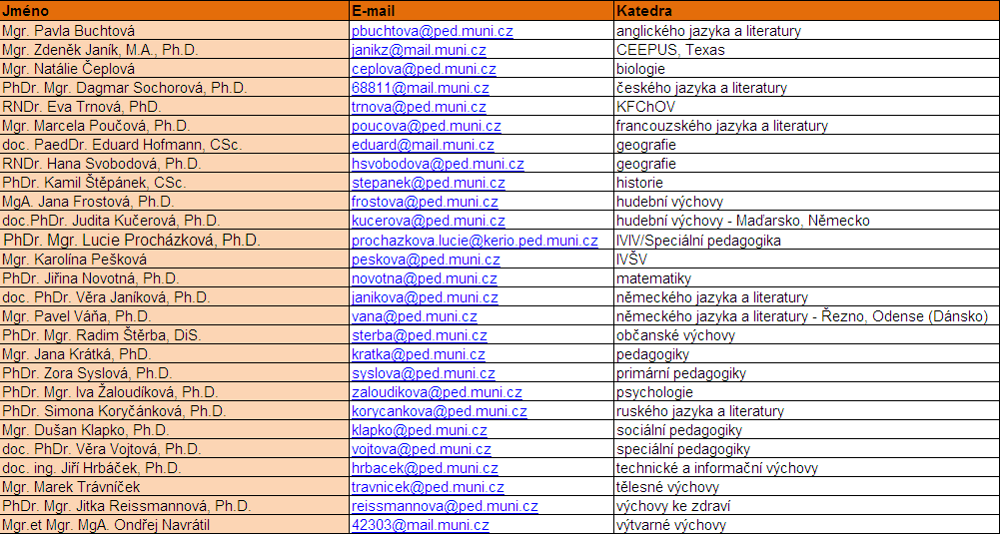 Jméno E-mail Katedra
Mgr. Pavla Buchtová pbuchtova@ped.muni.cz anglického jazyka a literatury
Mgr. Zdeněk Janík, M.A., Ph.D. janikz@mail.muni.cz CEEPUS, Texas
Mgr. Natálie Čeplová ceplova@ped.muni.cz biologie
PhDr. Mgr. Dagmar Sochorová, Ph.D. 68811@mail.muni.cz českého jazyka a literatury
RNDr. Eva Trnová, PhD. trnova@ped.muni.cz KFChOV
Mgr. Marcela Poučová, Ph.D. poucova@ped.muni.cz francouzského jazyka a literatury
doc. PaedDr. Eduard Hofmann, CSc. eduard@mail.muni.cz geografie
RNDr. Hana Svobodová, Ph.D. hsvobodova@ped.muni.cz geografie
PhDr. Kamil Štěpánek, CSc. stepanek@ped.muni.cz historie
MgA. Jana Frostová, Ph.D. frostova@ped.muni.cz hudební výchovy
doc.PhDr. Judita Kučerová, Ph.D. kucerova@ped.muni.cz hudební výchovy - Maďarsko, Německo
PhDr. Mgr. Lucie Procházková, Ph.D. prochazkova.lucie@kerio.ped.muni.cz IVIV/Speciální pedagogika
Mgr. Karolína Pešková peskova@ped.muni.cz IVŠV
PhDr. Jiřina Novotná, Ph.D. novotna@ped.muni.cz matematiky
doc. PhDr. Věra Janíková, Ph.D. janikova@ped.muni.cz německého jazyka a literatury
Mgr. Pavel Váňa, Ph.D. vana@ped.muni.cz německého jazyka a literatury - Řezno, Odense (Dánsko)
PhDr. Mgr. Radim Štěrba, DiS. sterba@ped.muni.cz občanské výchovy
Mgr. Jana Krátká, PhD. kratka@ped.muni.cz pedagogiky
PhDr. Zora Syslová, Ph.D. syslova@ped.muni.cz primární pedagogiky
PhDr. Mgr. Iva Žaloudíková, Ph.D. zaloudikova@ped.muni.cz psychologie
PhDr. Simona Koryčánková, Ph.D. korycankova@ped.muni.cz ruského jazyka a literatury
Mgr. Dušan Klapko, Ph.D. klapko@ped.muni.cz sociální pedagogiky
doc. PhDr. Věra Vojtová, Ph.D. vojtova@ped.muni.cz speciální pedagogiky
doc. ing. Jiří Hrbáček, Ph.D. hrbacek@ped.muni.cz technické a informační výchovy
Mgr. Marek Trávníček travnicek@ped.muni.cz tělesné výchovy
PhDr. Mgr. Jitka Reissmannová, Ph.D. reissmannova@ped.muni.cz výchovy ke zdraví
Mgr.et Mgr. MgA. Ondřej Navrátil 42303@mail.muni.cz výtvarné výchovy